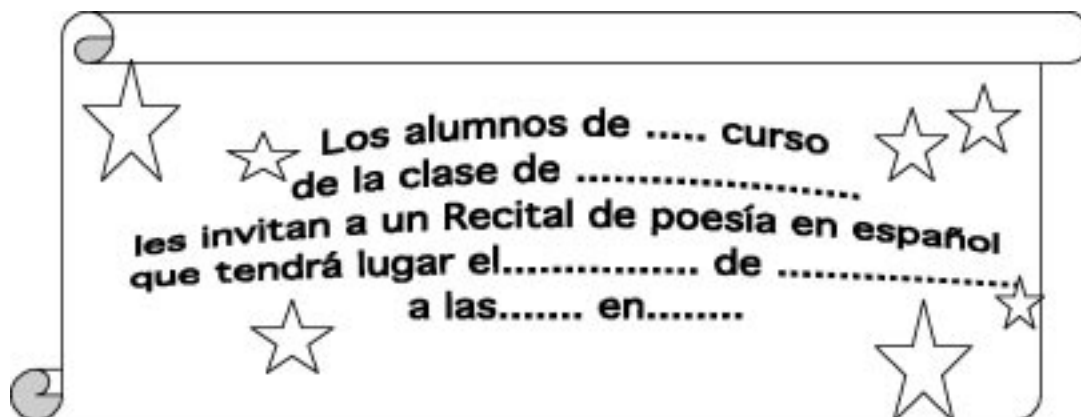 Los alumnos de ..... curso
de la clase de ........................
les invitan a un Recital de poesía en español
que tendrá lugar el................. de .....................
a las....... en........